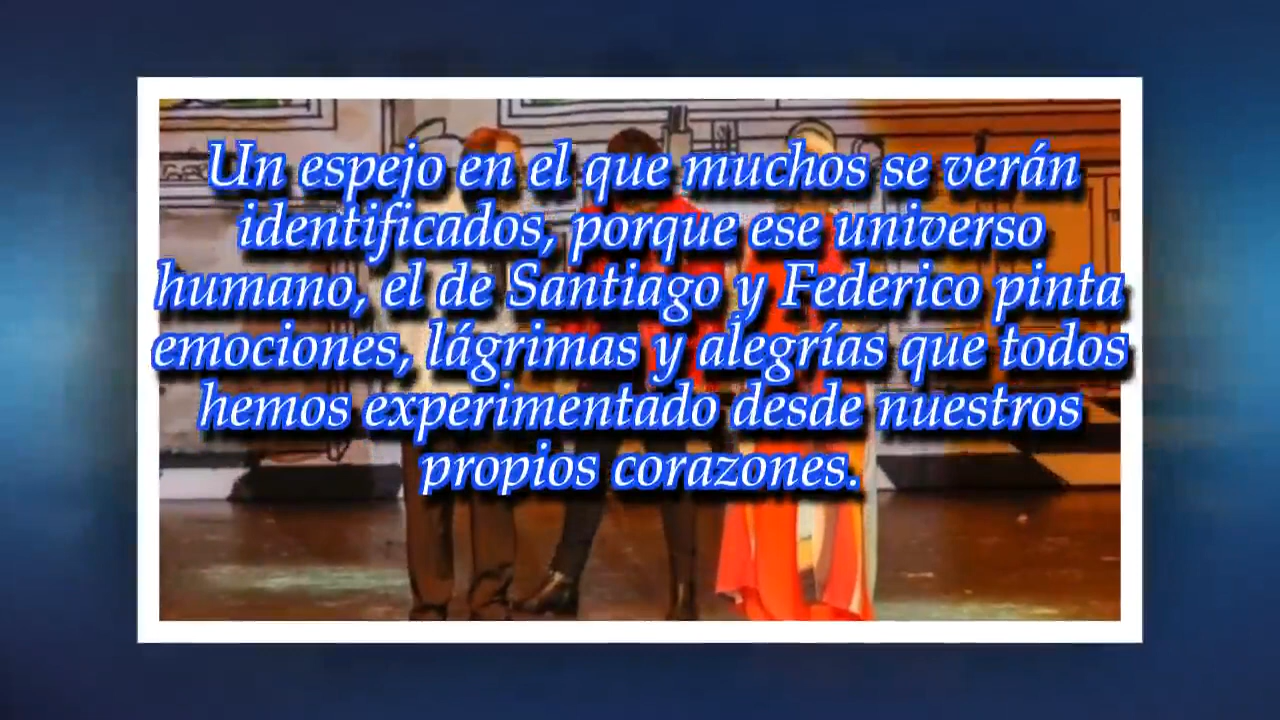 Un espejo en el que muchos se verán
identificados, porque ese universo
humano, el de Santiago y Federico pinta
emociones, lágrimas y alegrías que todos
hemos experimentado desde nuestros
propios corazones.